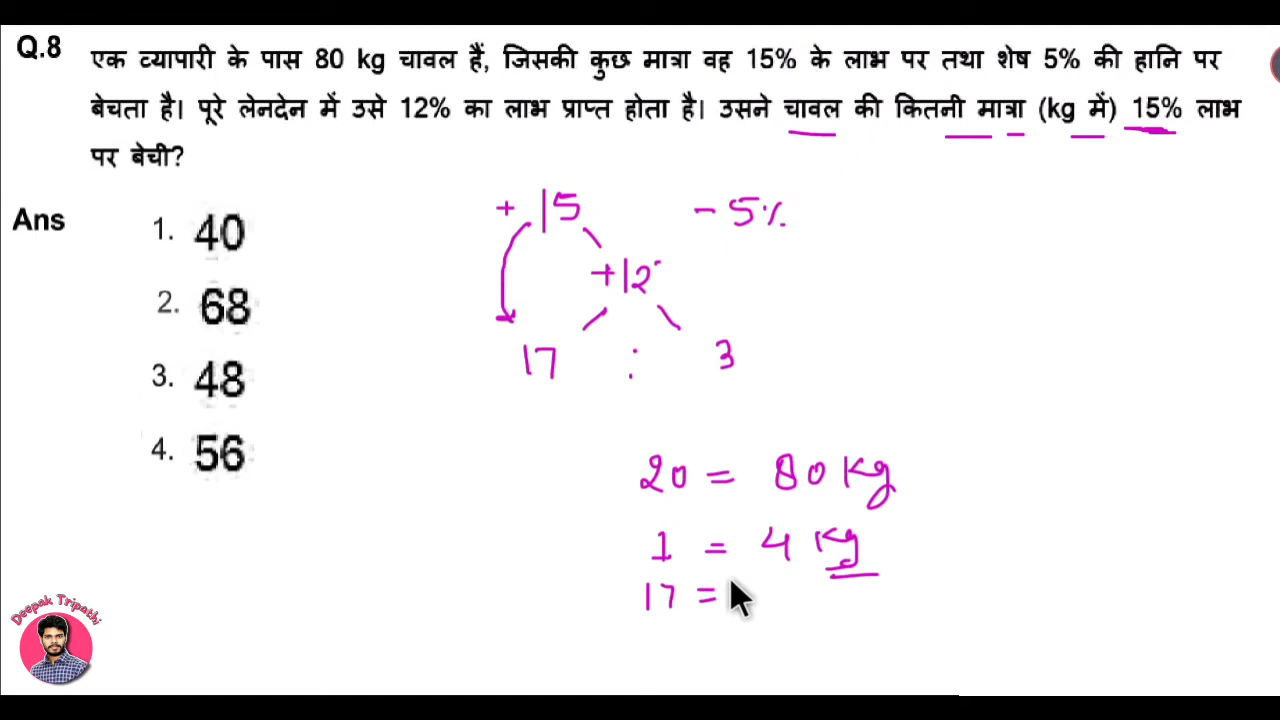 Q.8
एक व्यापारी के पास 80 kg चावल हैं, जिसकी कुछ मात्रा वह 15% के लाभ पर तथा शेष 5% की हानि पर
बेचता है। पूरे लेनदेन में उसे 12% का लाभ प्राप्त होता है। उसने चावल की कितनी मात्रा (kg में) 15% लाभ
पर बेची?
Ans
1. 40
2. 68
3. 48
4. 56
+ 15 - 5%
+12
17 : 3
20 = 80 Kg
1 = 4 Kg
17 =
Deepak Tripathi